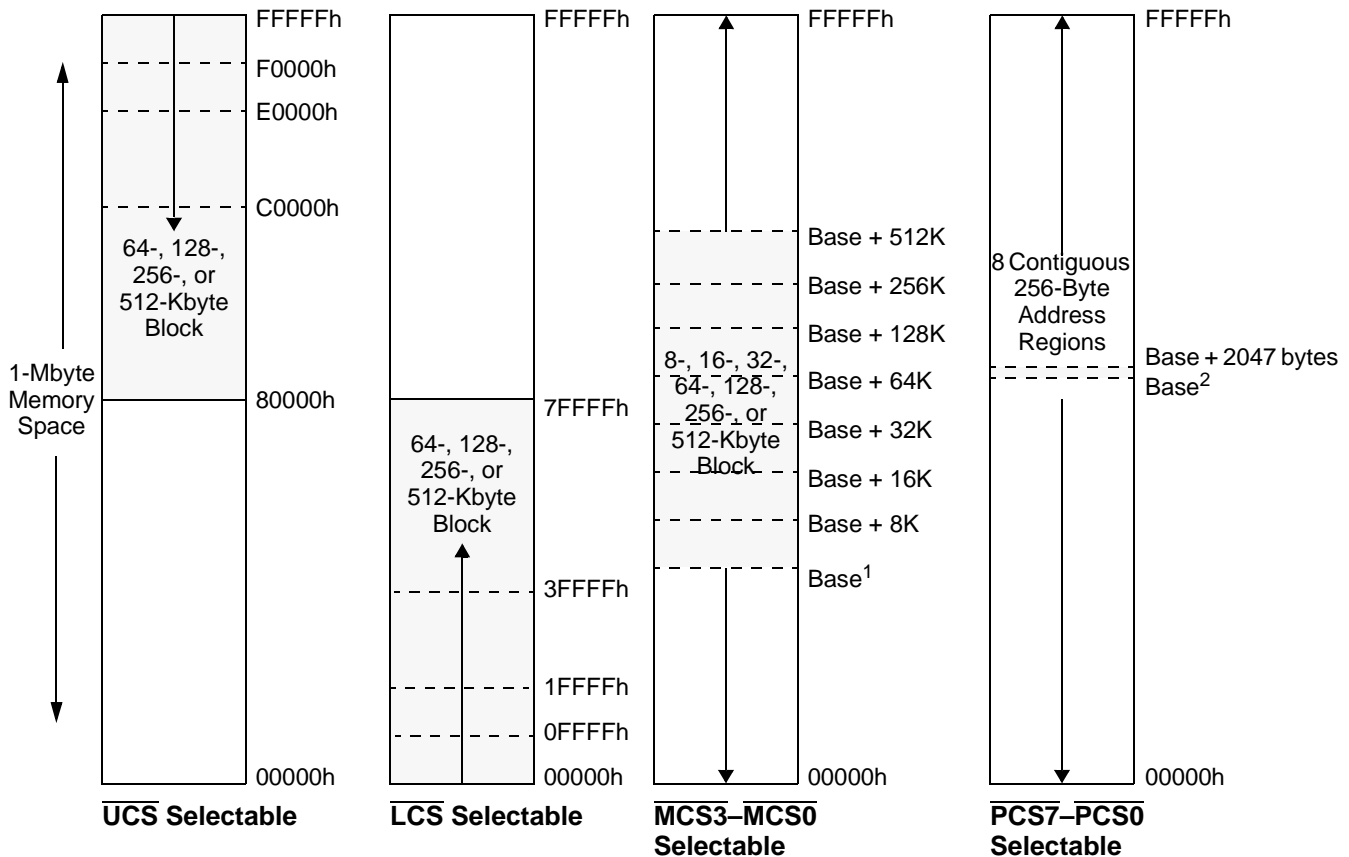 1-Mbyte
Memory
Space
FFFFFh
F0000h
E0000h
C0000h
64-, 128-,
256-, or
512-Kbyte
Block
80000h
00000h
UCS Selectable
FFFFFh
7FFFFh
64-, 128-,
256-, or
512-Kbyte
Block
3FFFFh
1FFFFh
0FFFFh
00000h
LCS Selectable
FFFFFh
Base + 512K
Base + 256K
Base + 128K
8-, 16-, 32-,
64-, 128-,
256-, or
512-Kbyte
Block
Base + 64K
Base + 32K
Base + 16K
Base + 8K
Base1
00000h
MCS3–MCS0
Selectable
FFFFFh
8 Contiguous
256-Byte
Address
Regions
Base + 2047 bytes
Base2
00000h
PCS7–PCS0
Selectable